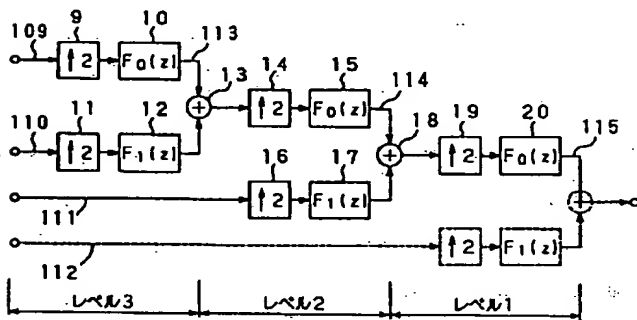 109 9 10 113
↑2 F₀(z) 13 14 15 114
110 11 12 + ↑2 F₀(z) 18 19 20 115
↑2 F₁(z) 16 17 + ↑2 F₀(z)
111 ↑2 F₁(z) +
112 ↑2 F₁(z)
レベル3 レベル2 レベル1